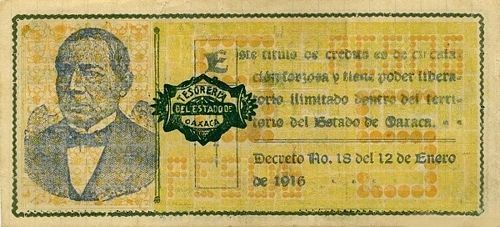 TESORERIA
DEL ESTADO DE
OAXACA
Este titulo de credito es de circula
ción forzosa y tiene poder libera-
torio ilimitado dentro del terri-
torio del Estado de Oaxaca.
Decreto No. 18 del 12 de Enero
de 1916